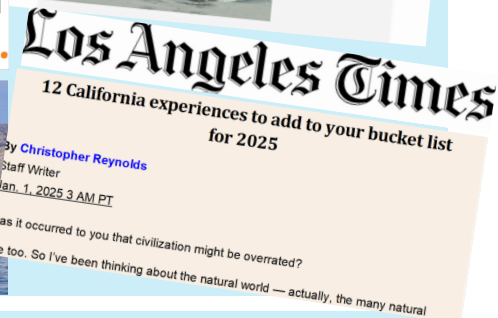 Los Angeles Times
12 California experiences to add to your bucket list
for 2025
By Christopher Reynolds
Staff Writer
Jan. 1, 2025 3 AM PT
as it occurred to you that civilization might be overrated?
e too. So I've been thinking about the natural world — actually, the many natural